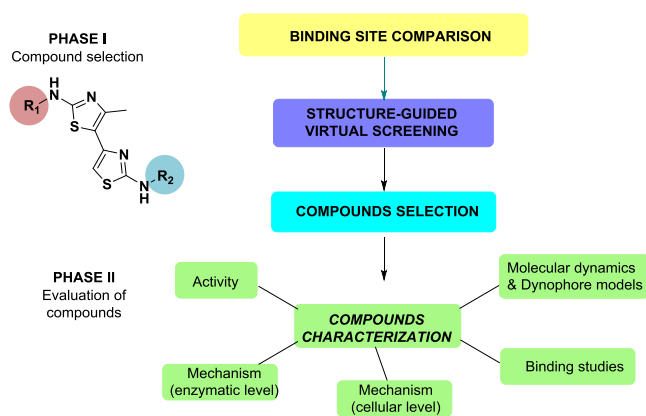 PHASE I
Compound selection
H
R1
N
N
S
N
S
N
H
R2
BINDING SITE COMPARISON
STRUCTURE-GUIDED
VIRTUAL SCREENING
COMPOUNDS SELECTION
PHASE II
Evaluation of
compounds
Activity
Molecular dynamics
& Dynophore models
COMPOUNDS
CHARACTERIZATION
Mechanism
(enzymatic level)
Mechanism
(cellular level)
Binding studies